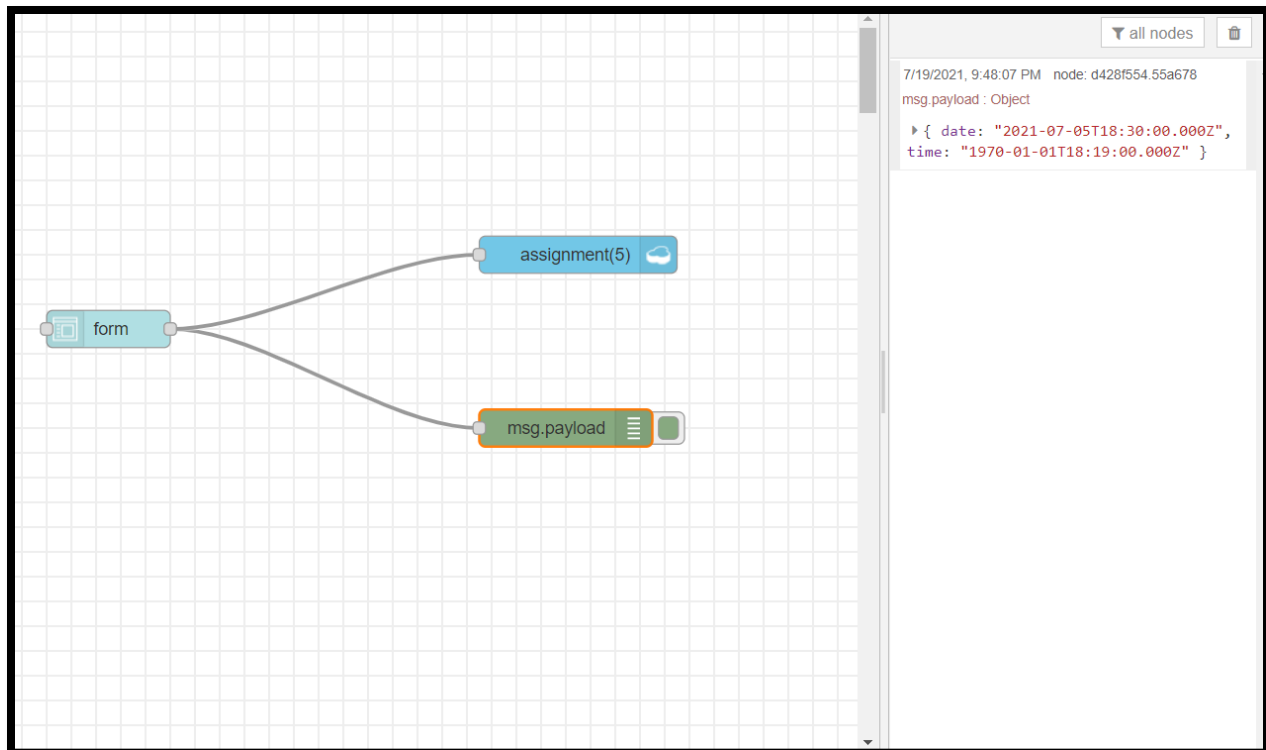 all nodes
7/19/2021, 9:48:07 PM node: d428f554.55a678
msg.payload : Object
{ date: "2021-07-05T18:30:00.000Z",
time: "1970-01-01T18:19:00.000Z" }
assignment(5)
form
msg.payload